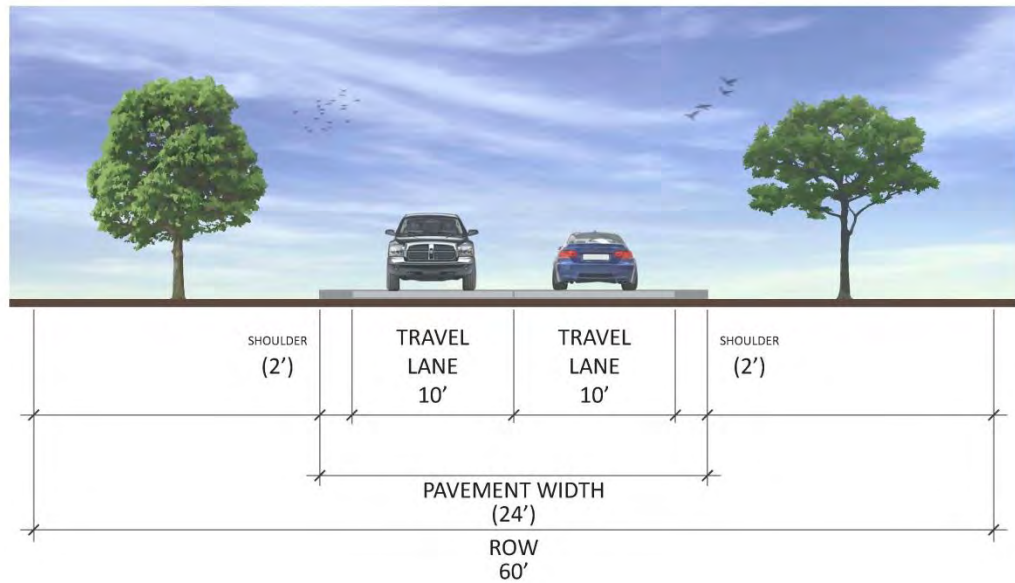 SHOULDER
(2’)
TRAVEL
LANE
10’
TRAVEL
LANE
10’
SHOULDER
(2’)
PAVEMENT WIDTH
(24’)
ROW
60’